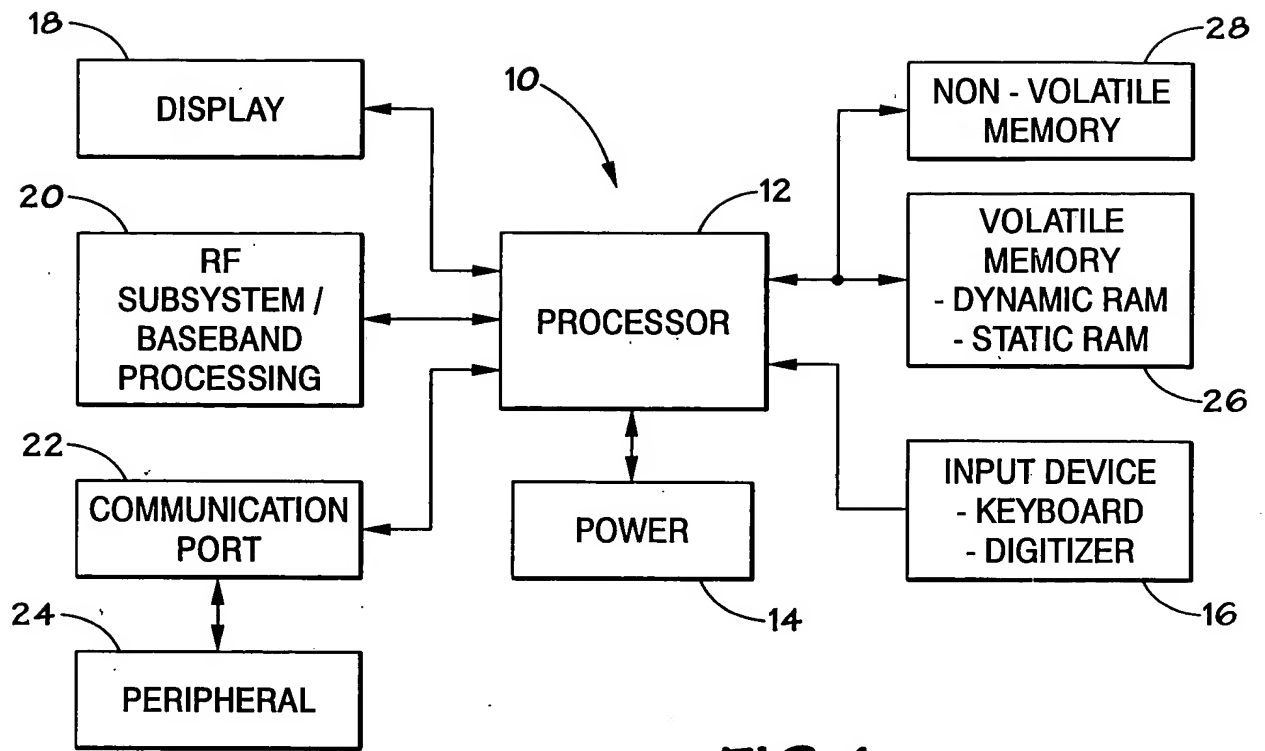 18
DISPLAY
20
RF
SUBSYSTEM /
BASEBAND
PROCESSING
22
COMMUNICATION
PORT
24
PERIPHERAL
10
12
PROCESSOR
POWER
14
28
NON - VOLATILE
MEMORY
VOLATILE
MEMORY
- DYNAMIC RAM
- STATIC RAM
26
INPUT DEVICE
- KEYBOARD
- DIGITIZER
16